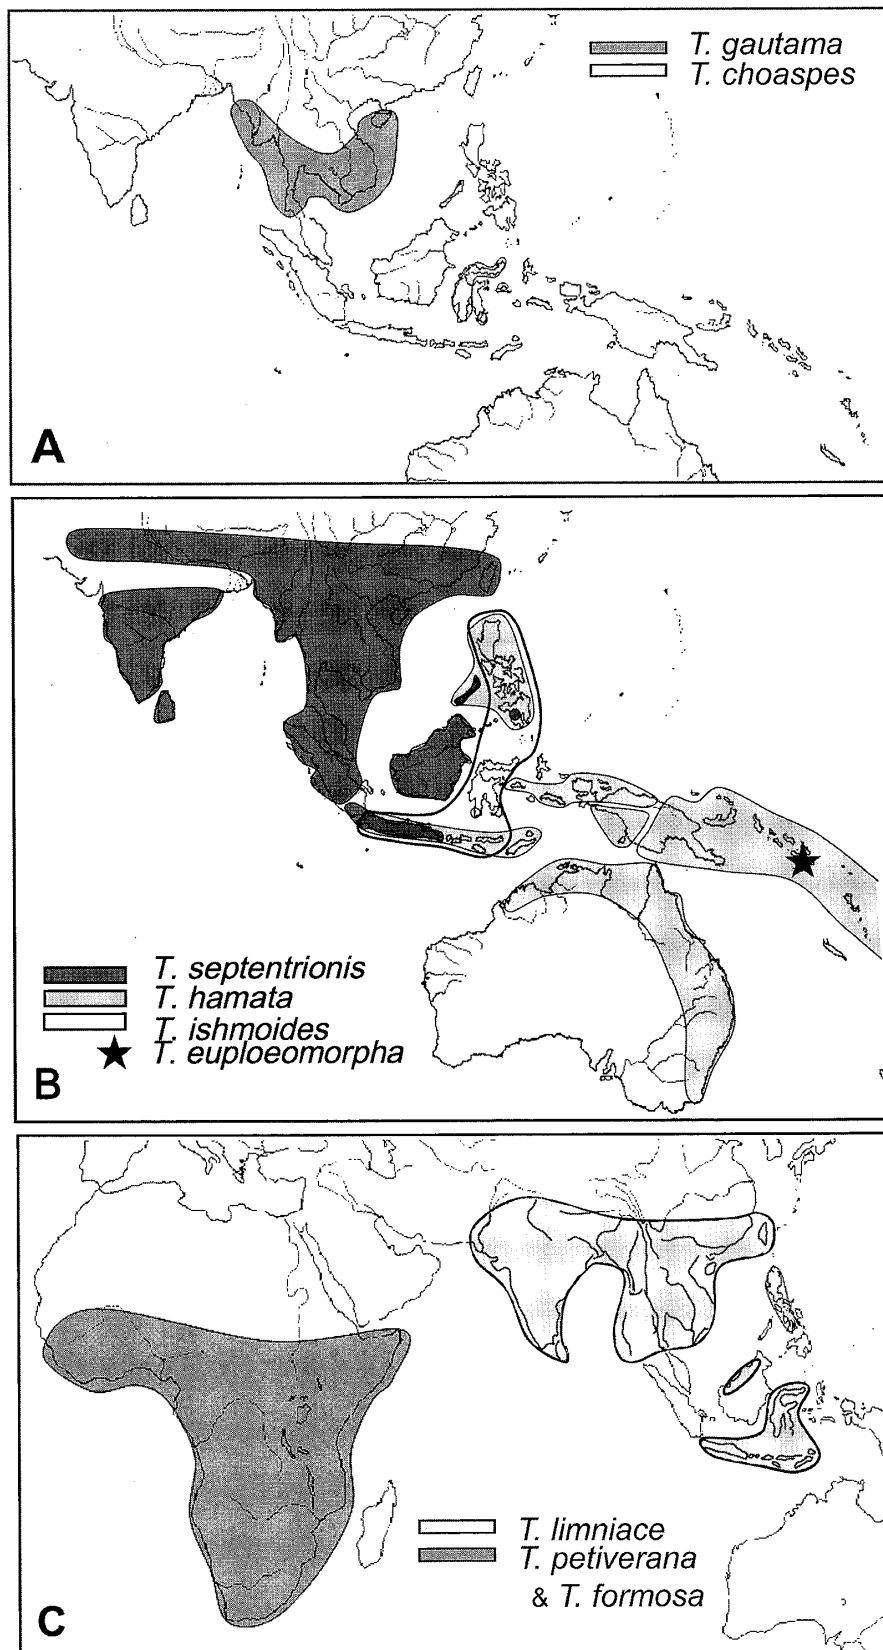 T. gautama
T. choaspes
A
T. septentrionis
T. hamata
T. ishmoides
T. euploeomorpha
B
T. limniace
T. petiverana
& T. formosa
C